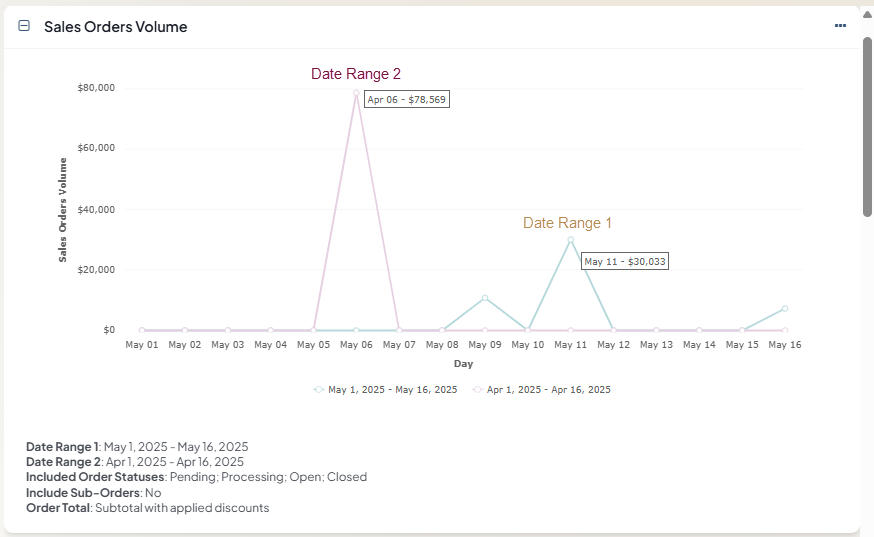 Sales Orders Volume
Date Range 2
$80,000
Apr 06 - $78,569
$60,000
Sales Orders Volume
$40,000
Date Range 1
May 11 - $30,033
$20,000
$0
May 01 May 02 May 03 May 04 May 05 May 06 May 07 May 08 May 09 May 10 May 11 May 12 May 13 May 14 May 15 May 16
Day
May 1, 2025 - May 16, 2025 Apr 1, 2025 - Apr 16, 2025
Date Range 1: May 1, 2025 - May 16, 2025
Date Range 2: Apr 1, 2025 - Apr 16, 2025
Included Order Statuses: Pending; Processing; Open; Closed
Include Sub-Orders: No
Order Total: Subtotal with applied discounts